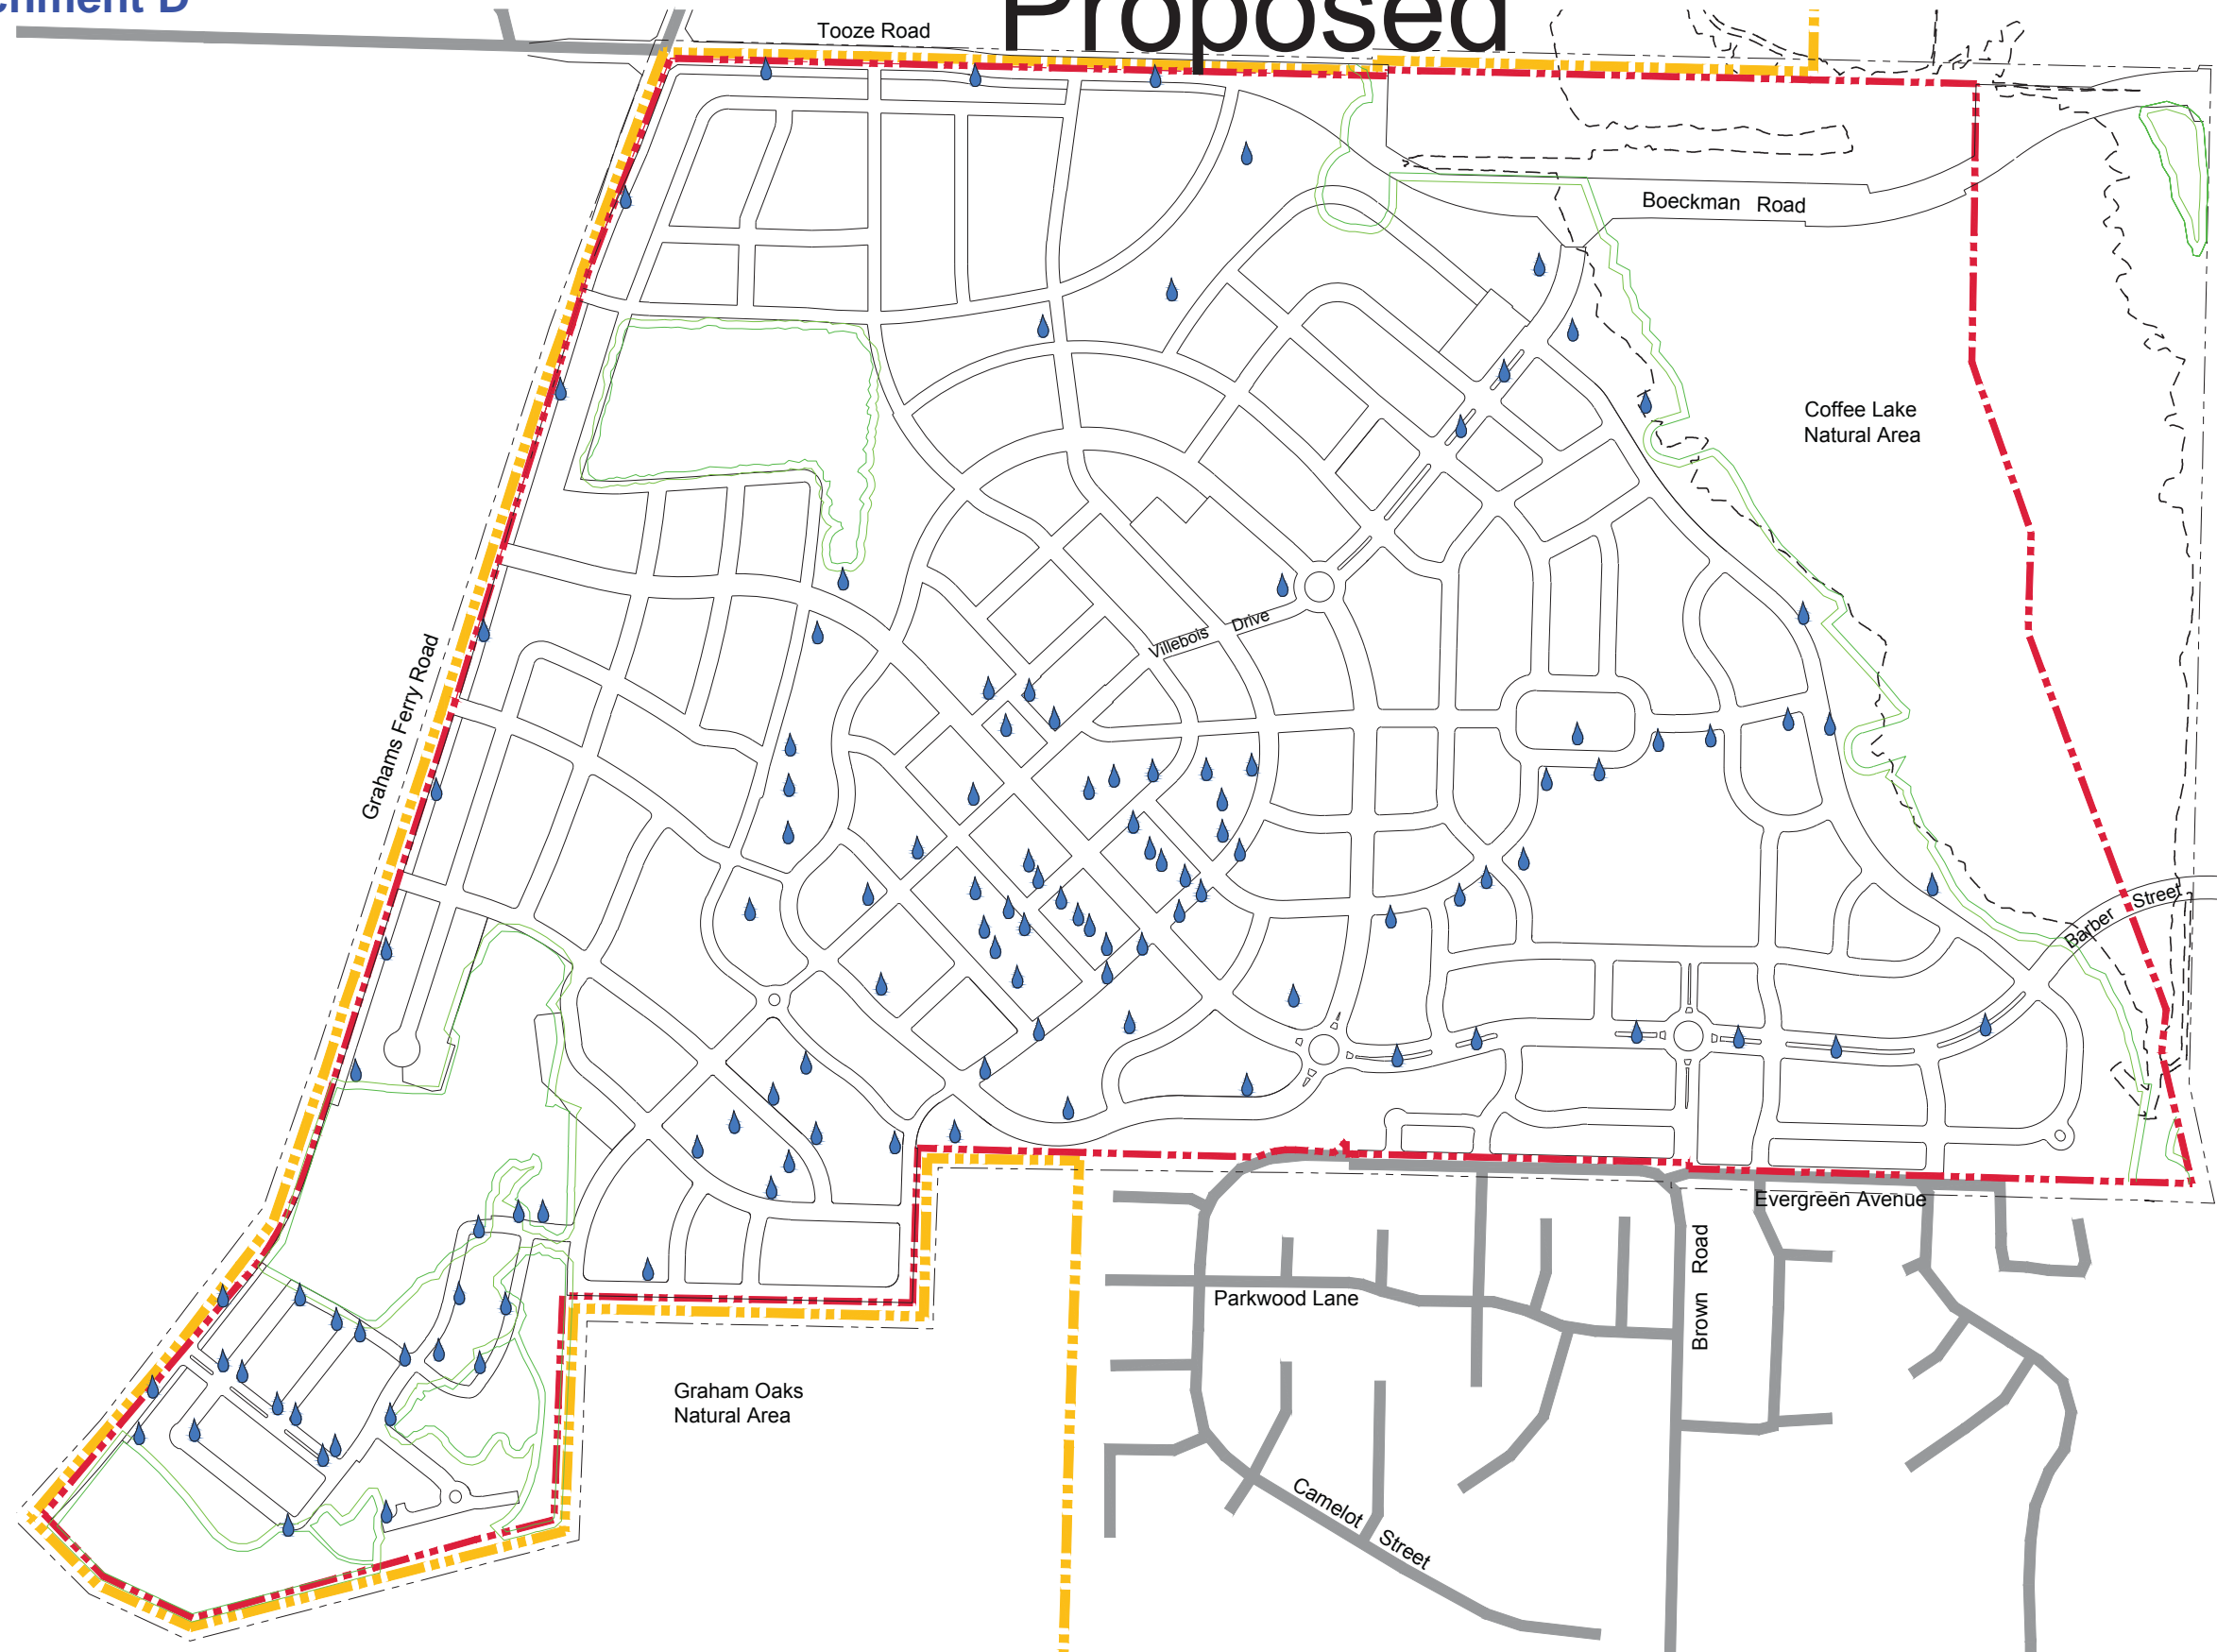 Proposed
Tooze Road
Boeckman Road
Coffee Lake
Natural Area
Villebois Drive
Grahams Ferry Road
Barber Street
Evergreen Avenue
Brown Road
Parkwood Lane
Graham Oaks
Natural Area
Camelot Street